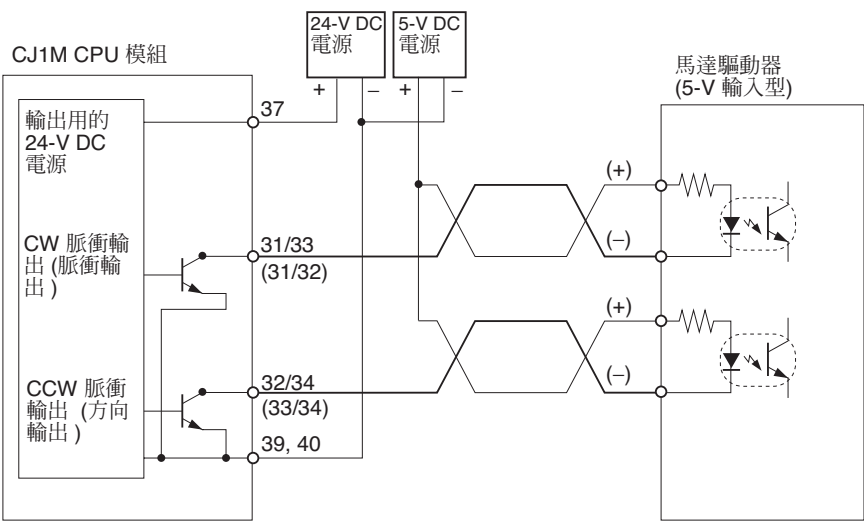 24-V DC
電源
5-V DC
電源
CJ1M CPU 模組
馬達驅動器
(5-V 輸入型)
+
–
+
–
37
輸出用的
24-V DC
電源
(+)
CW 脈衝輸
出 (脈衝輸
出 )
31/33
(31/32)
(–)
(+)
CCW 脈衝
輸出 (方向
輸出 )
32/34
(33/34)
(–)
39, 40